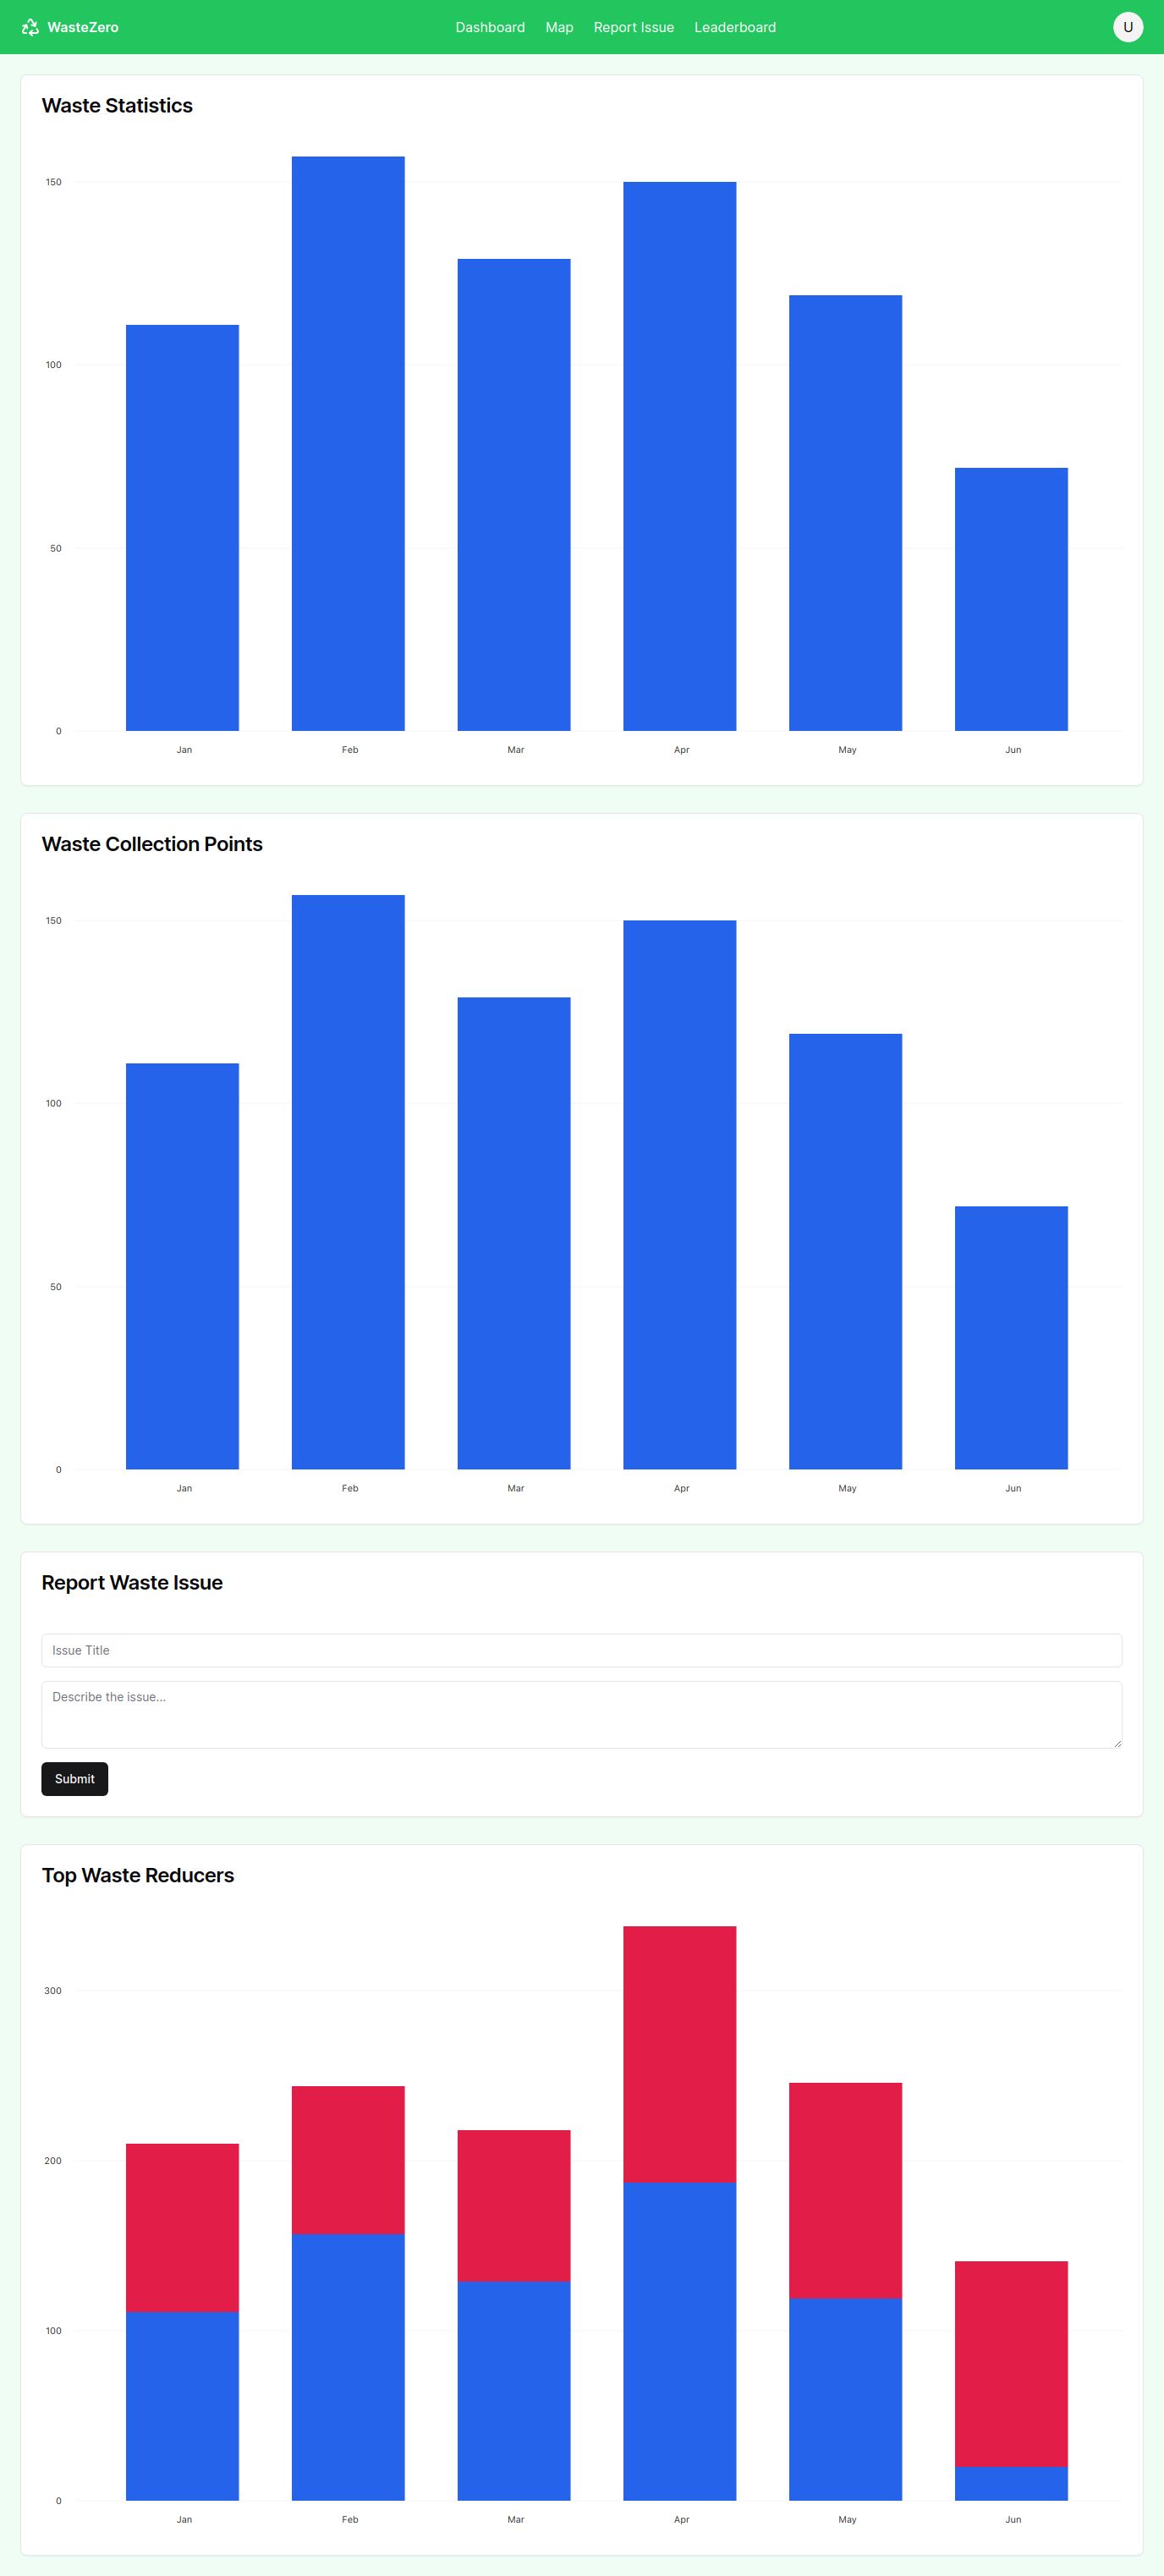 WasteZero
Dashboard Map Report Issue Leaderboard
U
Waste Statistics
150
100
50
0
Jan Feb Mar Apr May Jun
Waste Collection Points
150
100
50
0
Jan Feb Mar Apr May Jun
Report Waste Issue
Issue Title
Describe the issue...
Submit
Top Waste Reducers
300
200
100
0
Jan Feb Mar Apr May Jun